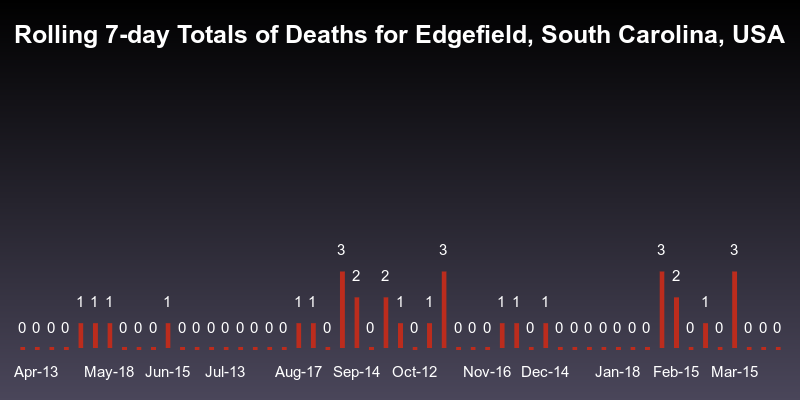 Rolling 7-day Totals of Deaths for Edgefield, South Carolina, USA
0 0 0 0 1 1 1 0 0 0 1 0 0 0 0 0 0 0 0 1 1 0 3 2 0 2 1 0 1 3 0 0 0 1 1 0 1 0 0 0 0 0 0 0 3 2 0 1 0 3 0 0 0
Apr-13 May-18 Jun-15 Jul-13 Aug-17 Sep-14 Oct-12 Nov-16 Dec-14 Jan-18 Feb-15 Mar-15